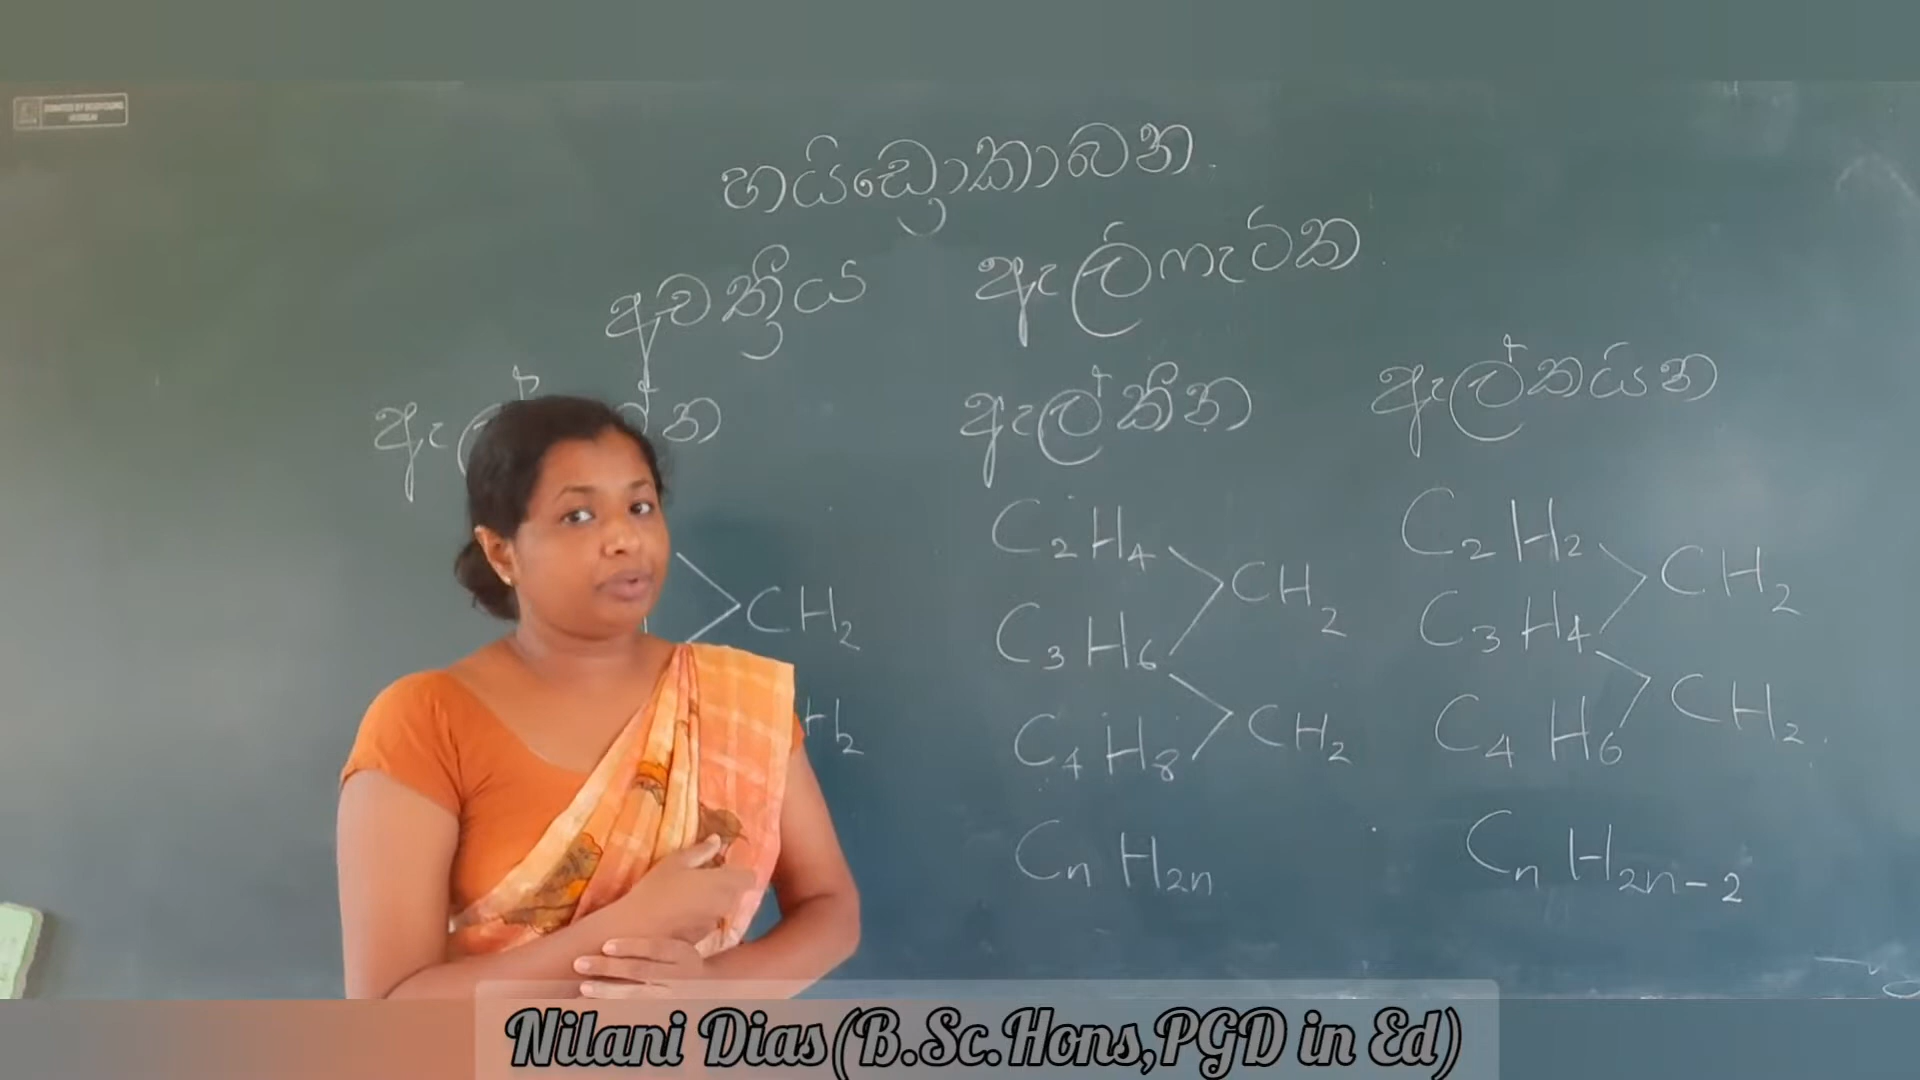 හයිඩ්‍රොකාබන
අචක්‍රීය ඇල්ෆැටික
ඇල්කීන ඇල්කයින
C2H4 C2H2
CH2 CH2 CH2
C3H6 C3H4
CH2 CH2
C4H8 C4H6
CnH2n CnH2n-2
Nilani Dias(B.Sc.Hons,PGD in Ed)